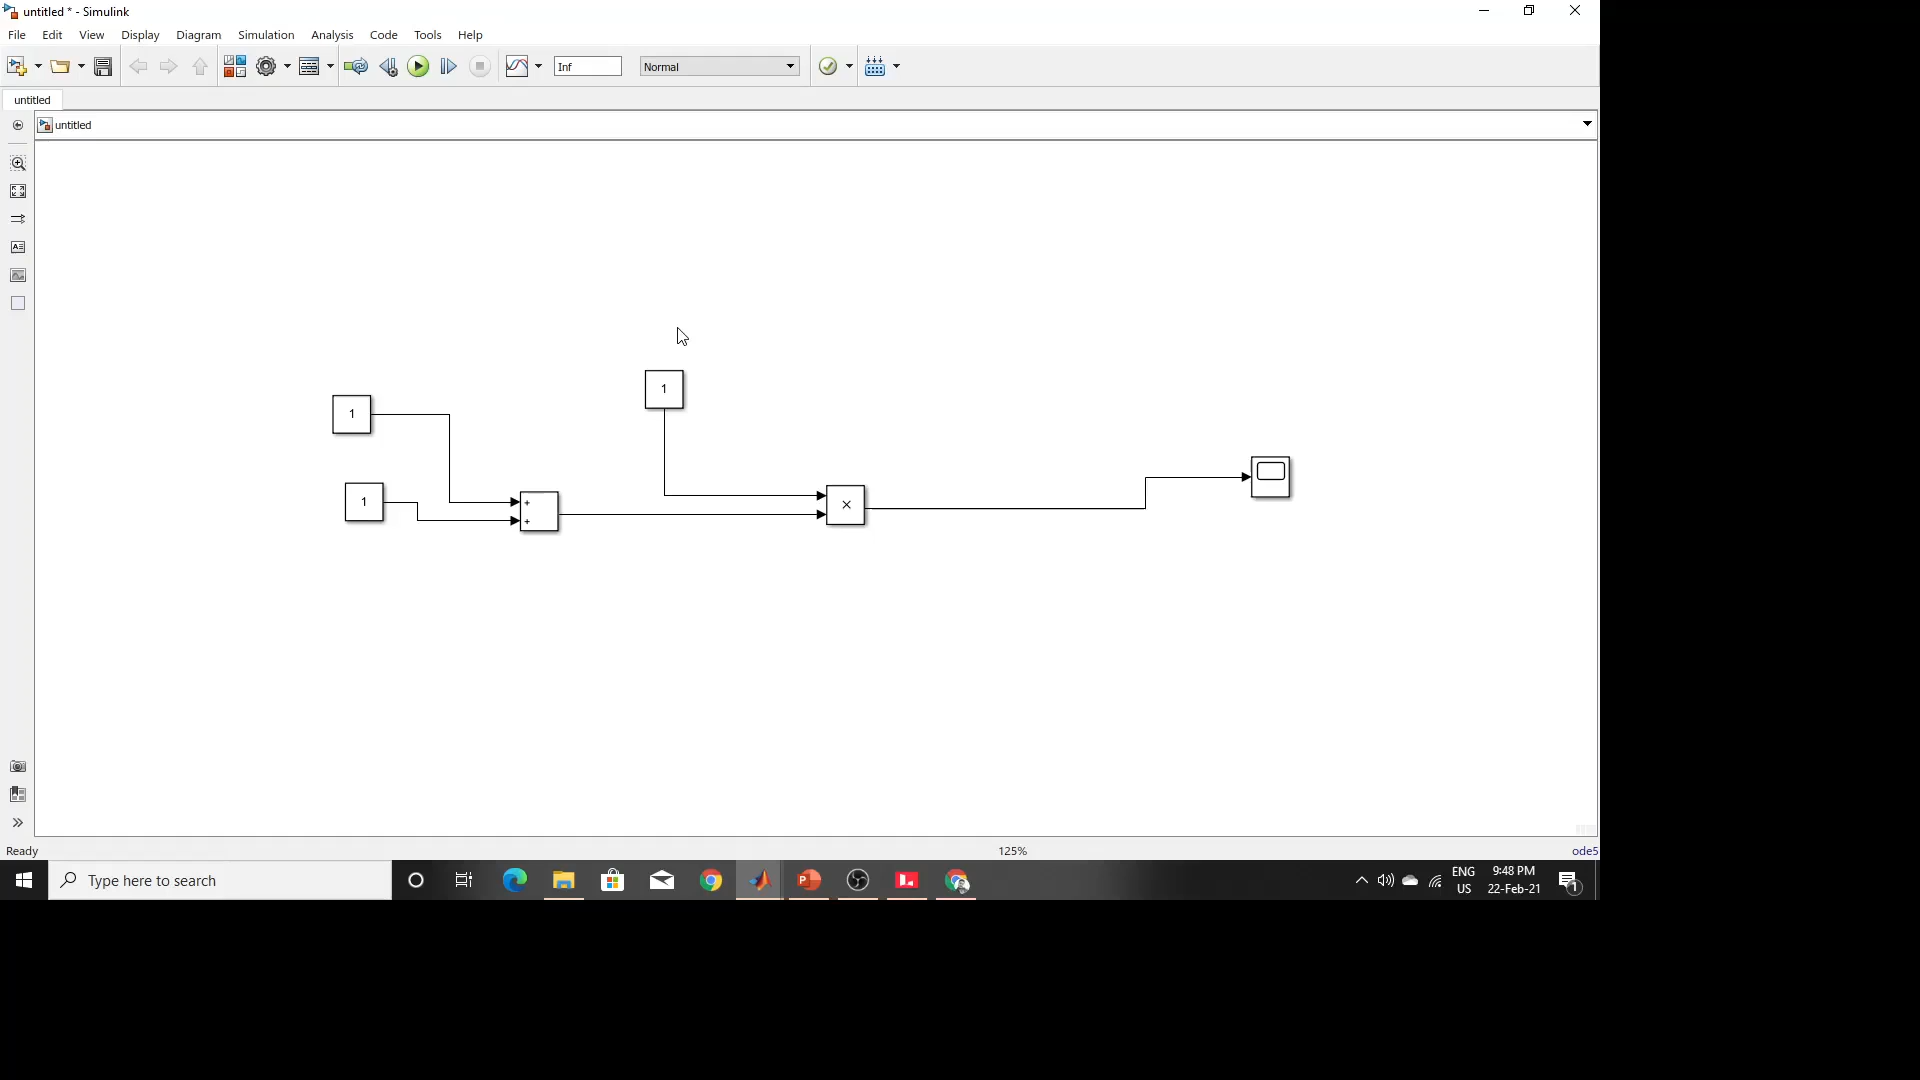 untitled * - Simulink
File Edit View Display Diagram Simulation Analysis Code Tools Help
Inf Normal
untitled
untitled
1
1
1
+
+
×
Ready 125% ode5
Type here to search
ENG 9:48 PM
US 22-Feb-21
1